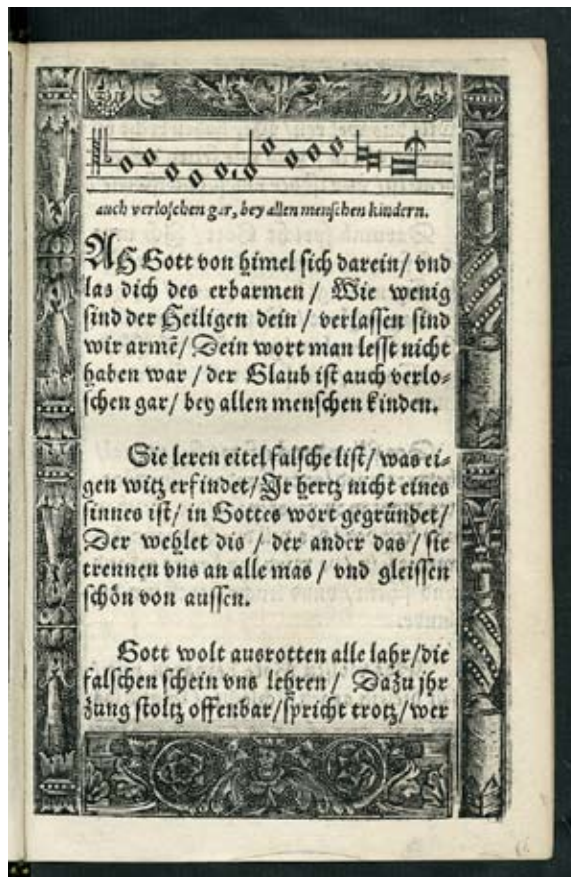 auch verloſchen gar, bey allen menſchen kindern.
ACh Gott von himel ſich darein/ vnd
las dich des erbarmen / Wie wenig
ſind der Heiligen dein / verlaſſen ſind
wir armē/ Dein wort man leſſt nicht
haben war / der Glaub iſt auch verlo⸗
ſchen gar/ bey allen menſchen kinden.
Sie leren eitel falſche liſt/ was ei⸗
gen witz erfindet/ Jr hertz nicht eines
ſinnes iſt/ in Gottes wort gegründet/
Der wehlet dis / der ander das / ſie
trennen vns an alle mas / vnd gleiſſen
ſchön von auſſen.
Gott wolt ausrotten alle lahr/die
falſchen ſchein vns lehren / Dazu jhr
zung ſtoltz offenbar/ſpricht trotz/wer